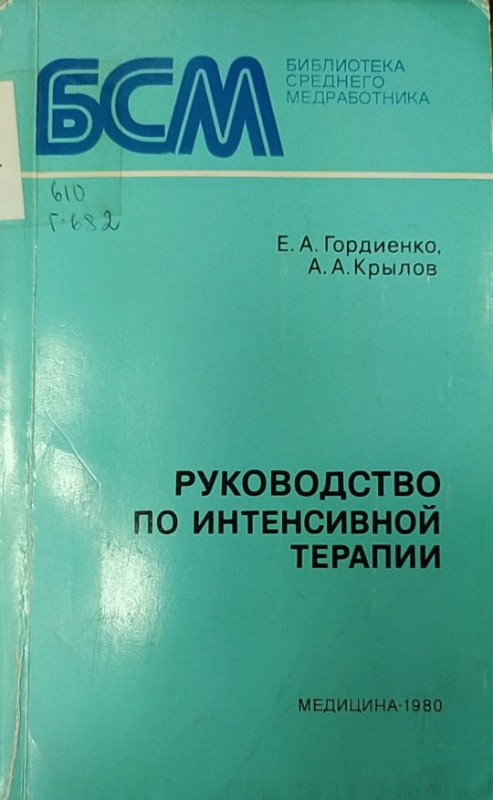 БСМ
БИБЛИОТЕКА
СРЕДНЕГО
МЕДРАБОТНИКА
610
Г-682
Е. А. Гордиенко,
А. А. Крылов
РУКОВОДСТВО
ПО ИНТЕНСИВНОЙ
ТЕРАПИИ
МЕДИЦИНА·1980